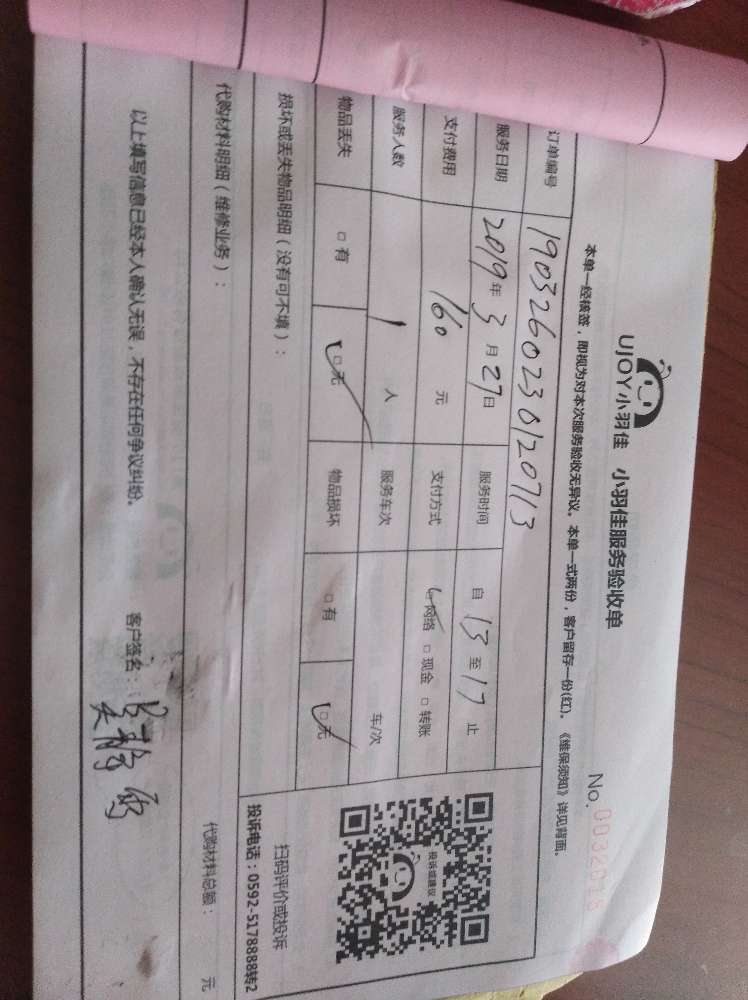 UJOY小羽佳 小羽佳服务验收单
No.
本单一经核签，即视为对本次服务验收无异议。本单一式两份，客户留存一份(红)。《维保须知》详见背面。
订单编号 1903260236120713
服务日期 2019年3月27日 服务时间 自 13 至 17 止
支付费用 160 元 支付方式 网络 □ 现金 □ 转账
服务人数 1 人 服务车次 车/次
物品丢失 □ 有 □ 无 物品损坏 □ 有 □ 无
损坏或丢失物品明细（没有可不填）：
投诉或建议
扫码评价或投诉
投诉电话：0592-5178888转2
代购材料明细（维修业务）： 代购材料总额： 元
以上填写信息已经本人确认无误，不存在任何争议纠纷。 客户签名：